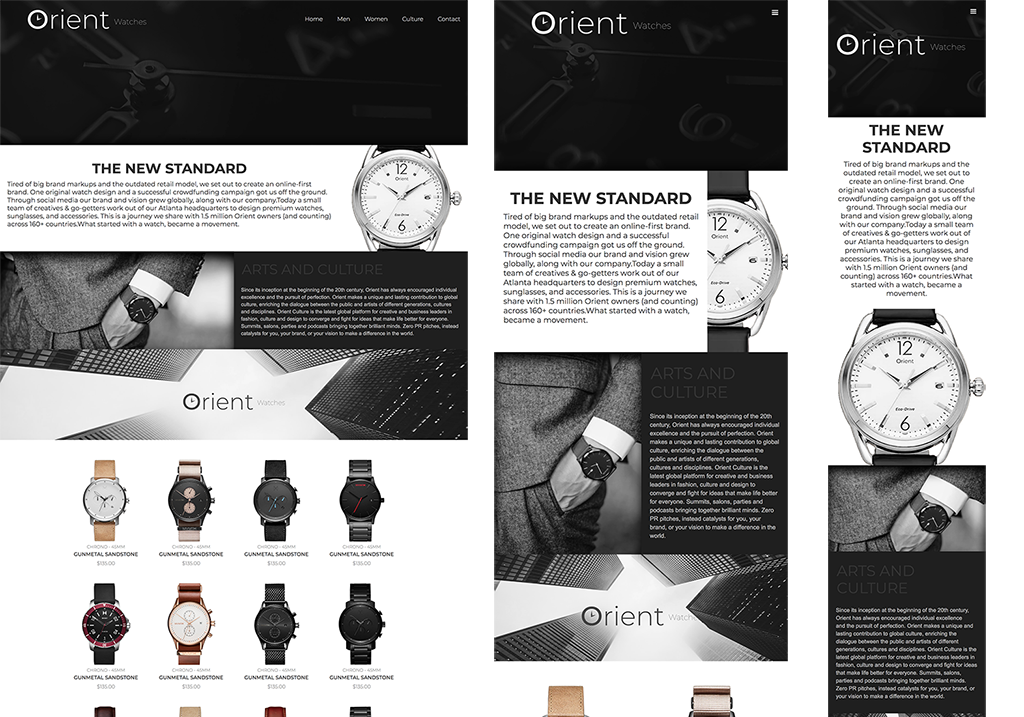 Orient Watches
Home Men Women Culture Contact
THE NEW STANDARD
Tired of big brand markups and the outdated retail model, we set out to create an online-first
brand. One original watch design and a successful crowdfunding campaign got us off the ground.
Through social media our brand and vision grew globally, along with our company.Today a small
team of creatives & go-getters work out of our Atlanta headquarters to design premium watches,
sunglasses, and accessories. This is a journey we share with 1.5 million Orient owners (and counting)
across 160+ countries.What started with a watch, became a movement.
12
Orient
Eco-Drive
6
ARTS AND CULTURE
Since its inception at the beginning of the 20th century, Orient has always encouraged individual
excellence and the pursuit of perfection. Orient makes a unique and lasting contribution to global
culture, enriching the dialogue between the public and artists of different generations, cultures
and disciplines. Orient Culture is the latest global platform for creative and business leaders in
fashion, culture and design to converge and fight for ideas that make life better for everyone.
Summits, salons, parties and podcasts bringing together brilliant minds. Zero PR pitches, instead
catalysts for you, your brand, or your vision to make a difference in the world.
Orient Watches
CHRONO - 45MM CHRONO - 45MM CHRONO - 45MM CHRONO - 45MM
GUNMETAL SANDSTONE GUNMETAL SANDSTONE GUNMETAL SANDSTONE GUNMETAL SANDSTONE
$135.00 $135.00 $135.00 $135.00
CHRONO - 45MM CHRONO - 45MM CHRONO - 45MM CHRONO - 45MM
GUNMETAL SANDSTONE GUNMETAL SANDSTONE GUNMETAL SANDSTONE GUNMETAL SANDSTONE
$135.00 $135.00 $135.00 $135.00
Orient Watches
THE NEW STANDARD
Tired of big brand markups and the outdated retail
model, we set out to create an online-first brand.
One original watch design and a successful
crowdfunding campaign got us off the ground.
Through social media our brand and vision grew
globally, along with our company.Today a small
team of creatives & go-getters work out of our
Atlanta headquarters to design premium watches,
sunglasses, and accessories. This is a journey we
share with 1.5 million Orient owners (and counting)
across 160+ countries.What started with a watch,
became a movement.
12
Orient
Eco-Drive
6
ARTS AND
CULTURE
Since its inception at the beginning of the 20th
century, Orient has always encouraged individual
excellence and the pursuit of perfection. Orient
makes a unique and lasting contribution to global
culture, enriching the dialogue between the
public and artists of different generations,
cultures and disciplines. Orient Culture is the
latest global platform for creative and business
leaders in fashion, culture and design to
converge and fight for ideas that make life better
for everyone. Summits, salons, parties and
podcasts bringing together brilliant minds. Zero
PR pitches, instead catalysts for you, your
brand, or your vision to make a difference in the
world.
Orient Watches
Orient Watches
THE NEW
STANDARD
Tired of big brand markups and the
outdated retail model, we set out to
create an online-first brand. One
original watch design and a successful
crowdfunding campaign got us off the
ground. Through social media our
brand and vision grew globally, along
with our company.Today a small team
of creatives & go-getters work out of
our Atlanta headquarters to design
premium watches, sunglasses, and
accessories. This is a journey we share
with 1.5 million Orient owners (and
counting) across 160+ countries.What
started with a watch, became a
movement.
12
Orient
Eco-Drive
6
ARTS AND
CULTURE
Since its inception at the beginning of the 20th century,
Orient has always encouraged individual excellence and
the pursuit of perfection. Orient makes a unique and
lasting contribution to global culture, enriching the
dialogue between the public and artists of different
generations, cultures and disciplines. Orient Culture is the
latest global platform for creative and business leaders in
fashion, culture and design to converge and fight for ideas
that make life better for everyone. Summits, salons,
parties and podcasts bringing together brilliant minds.
Zero PR pitches, instead catalysts for you, your brand, or
your vision to make a difference in the world.